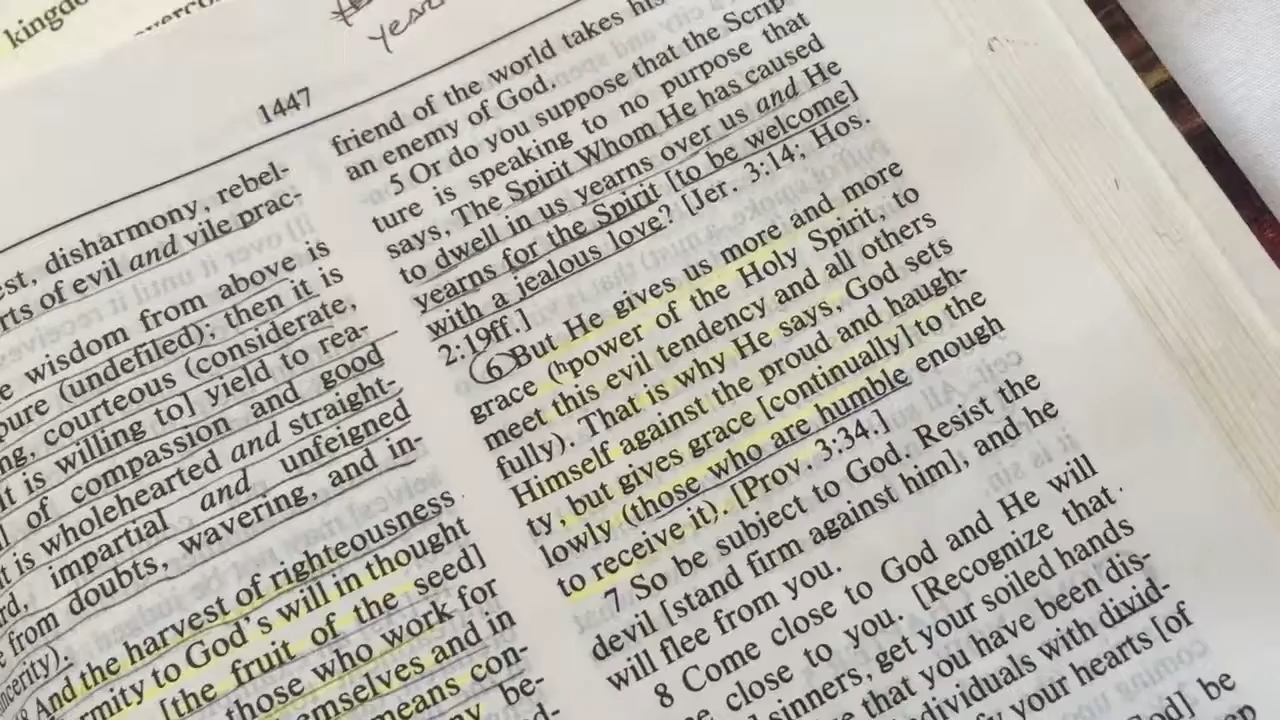 kingdo
Year
1447
est, disharmony, rebel-
rts of evil and vile prac-
e wisdom from above is
pure (undefiled); then it is
ng, courteous (considerate,
it is willing to] yield to rea-
l of compassion and good
t is wholehearted and straight-
rd, impartial and unfeigned
e from doubts, wavering, and in-
ncerity).
And the harvest of righteousness
rmity to God's will in thought
[the fruit of the seed]
those who work for
emselves and in
means con-
ny be-
nd-
friend of the world takes his
an enemy of God.
5 Or do you suppose that the Scrip-
ture is speaking to no purpose that
says, The Spirit Whom He has caused
to dwell in us yearns over us and He
yearns for the Spirit [to be welcome]
with a jealous love? [Jer. 3:14; Hos.
2:19ff.]
6 But He gives us more and more
grace (hpower of the Holy Spirit, to
meet this evil tendency and all others
fully). That is why He says, God sets
Himself against the proud and haugh-
ty, but gives grace [continually] to the
lowly (those who are humble enough
to receive it). [Prov. 3:34.]
7 So be subject to God. Resist the
devil [stand firm against him], and he
will flee from you.
8 Come close to God and He will
e close to you. [Recognize that
sinners, get your soiled hands
e that you have been dis-
dividuals with divid-
y your hearts [of
God] be